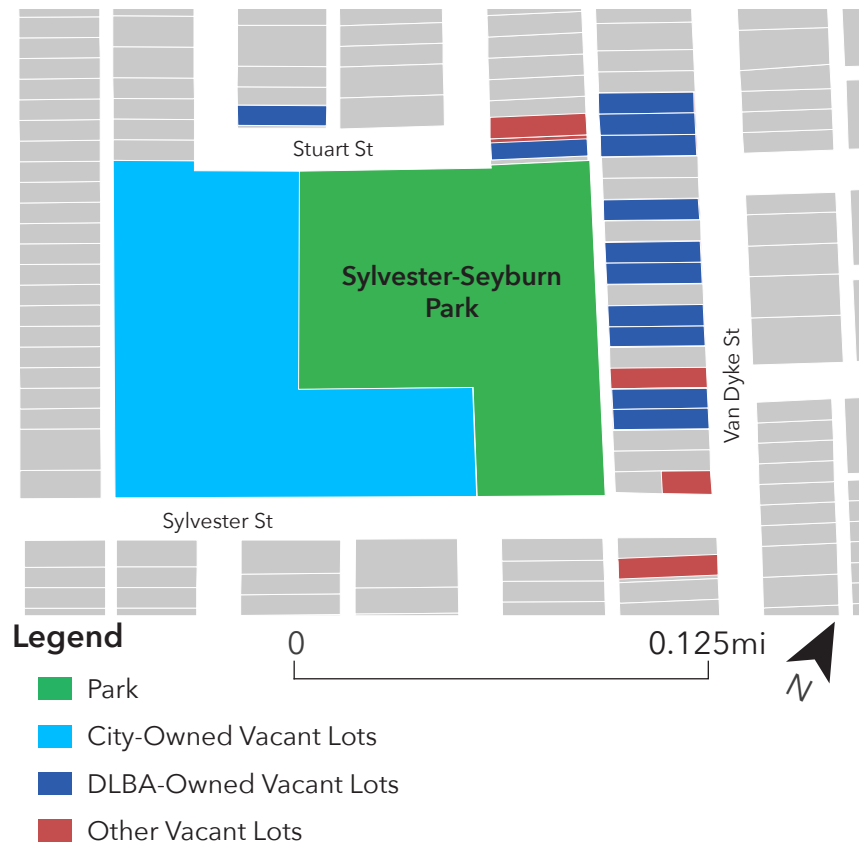 Stuart St
Sylvester-Seyburn
Park
Van Dyke St
Sylvester St
Legend
0
0.125mi
N
Park
City-Owned Vacant Lots
DLBA-Owned Vacant Lots
Other Vacant Lots